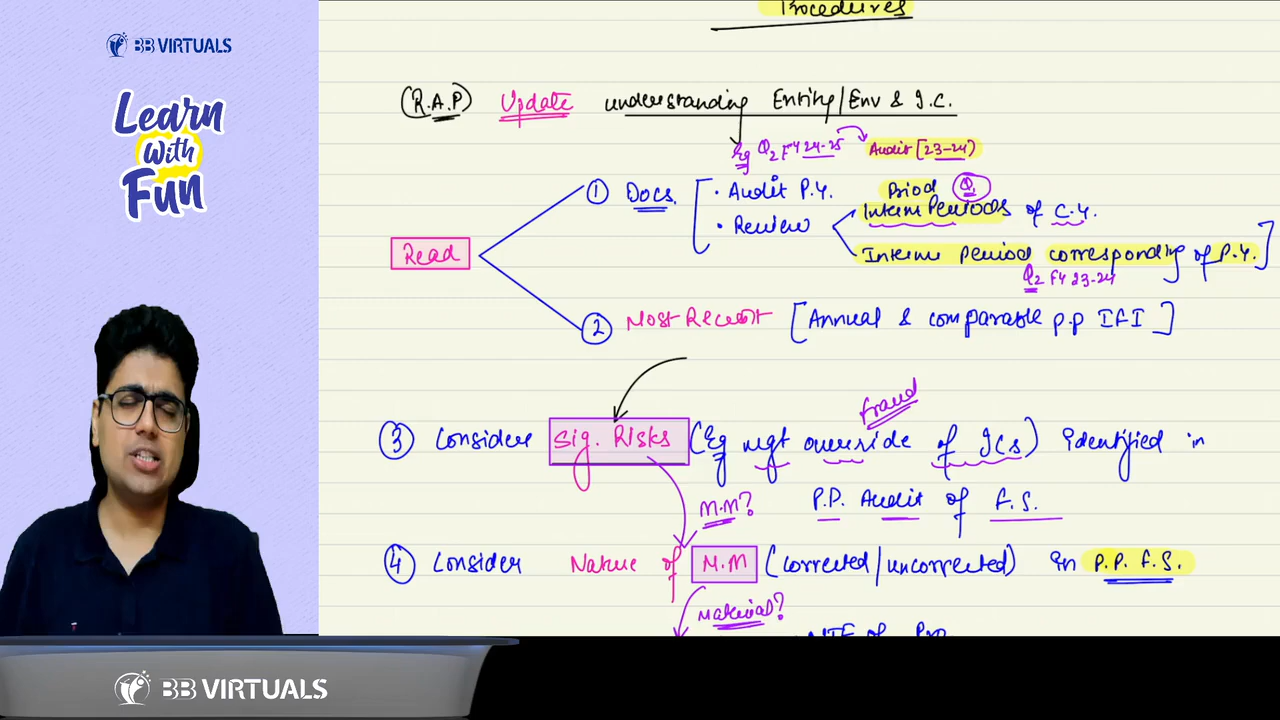 BB VIRTUALS
Learn
With
Fun
Procedures
(R.A.P) Update understanding Entity/Env & I.C.
Eg Q2 FY 24-25 Audit [23-24)
① Docs. · Audit P.Y. Priod Q1
· Review Interim Periods of C.Y.
Interim Period corresponding of P.Y.
Q2 FY 23-24
Read
② Most Recent [Annual & comparable p.p IFI]
fraud
③ Consider Sig. Risks (Eg mgt override of ICs) identified in
M.M? P.P. Audit of F.S.
④ Consider Nature of M.M (corrected/uncorrected) in P.P. F.S.
Material?
BB VIRTUALS